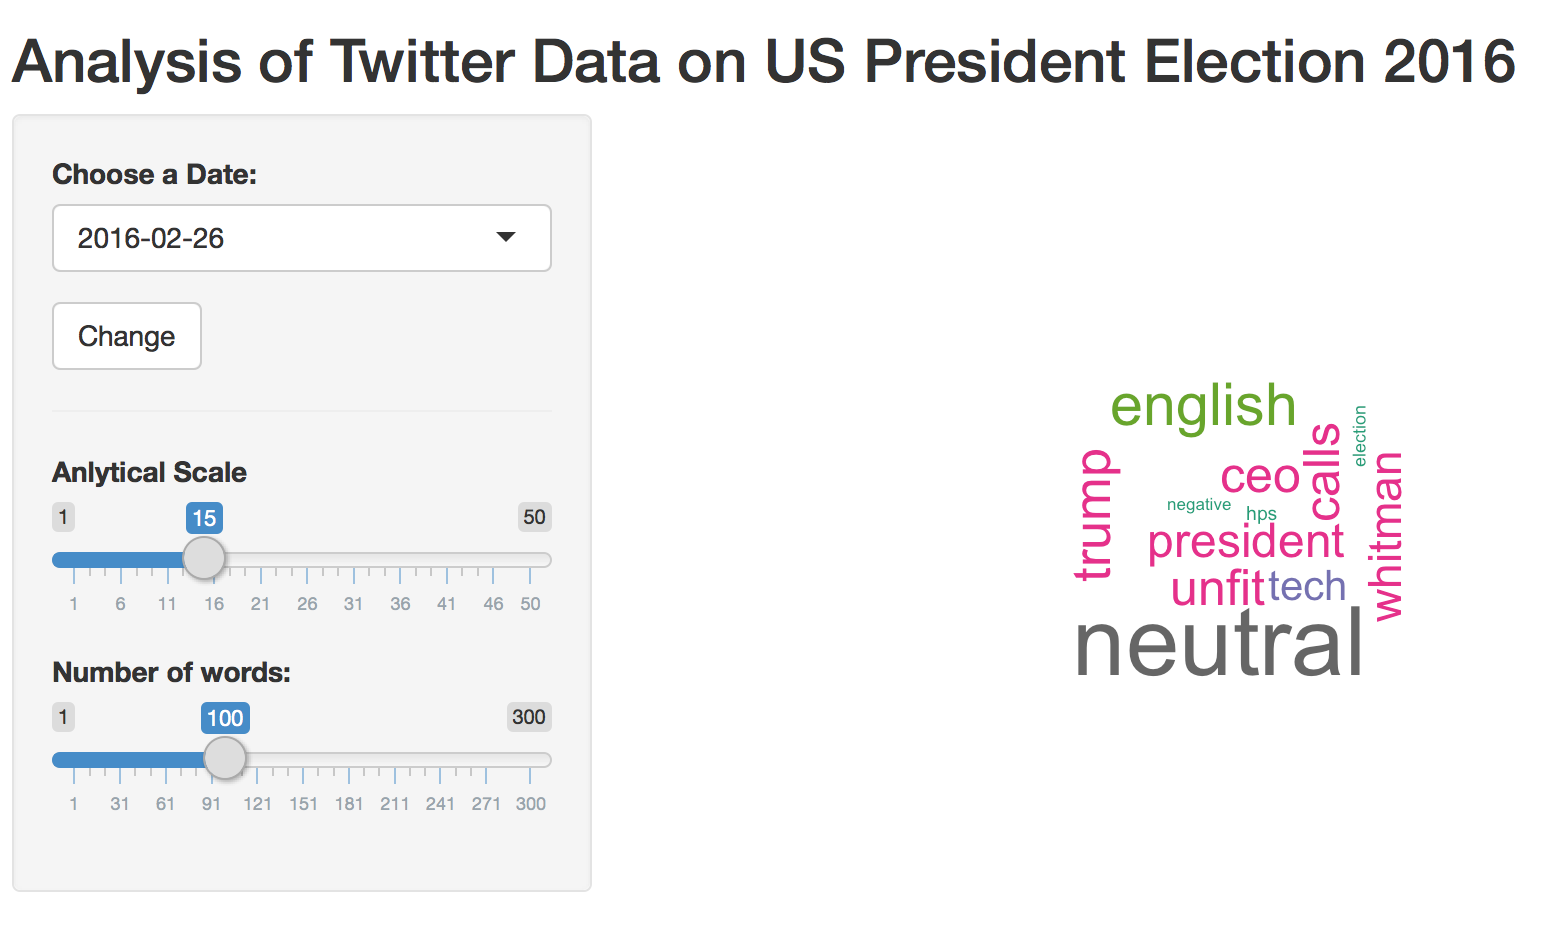 Analysis of Twitter Data on US President Election 2016
Choose a Date:
2016-02-26
Change
Anlytical Scale
1 15 50
1 6 11 16 21 26 31 36 41 46 50
Number of words:
1 100 300
1 31 61 91 121 151 181 211 241 271 300
english
election
trump
calls
ceo
whitman
negative
hps
president
unfit
tech
neutral